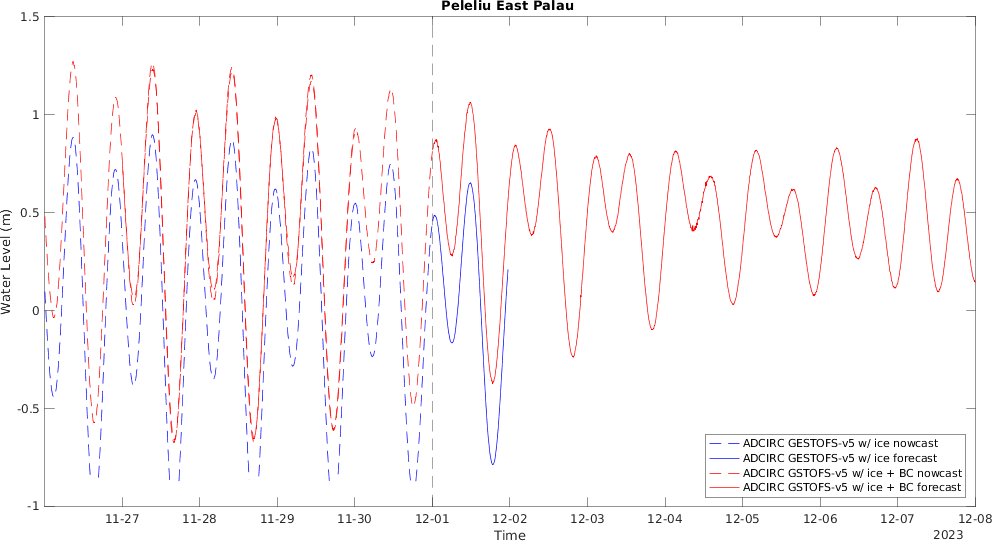 Peleliu East Palau
1.5
1
0.5
0
-0.5
-1
Water Level (m)
11-27
11-28
11-29
11-30
12-01
12-02
12-03
12-04
12-05
12-06
12-07
12-08
Time
2023
ADCIRC GESTOFS-v5 w/ ice nowcast
ADCIRC GESTOFS-v5 w/ ice forecast
ADCIRC GSTOFS-v5 w/ ice + BC nowcast
ADCIRC GSTOFS-v5 w/ ice + BC forecast